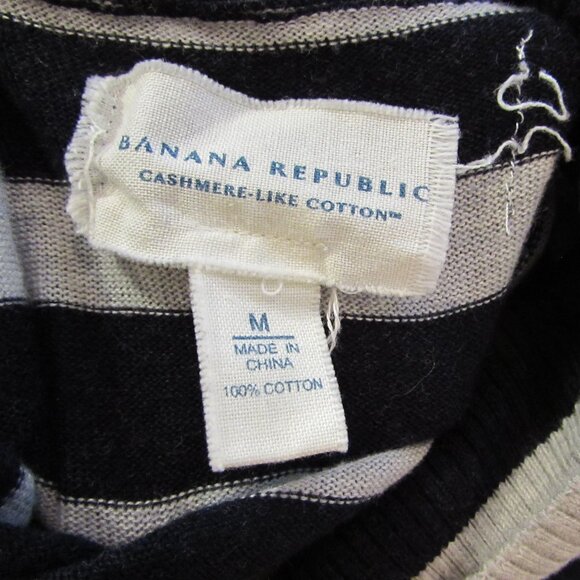 BANANA REPUBLIC
CASHMERE-LIKE COTTON™
M
MADE IN
CHINA
100% COTTON